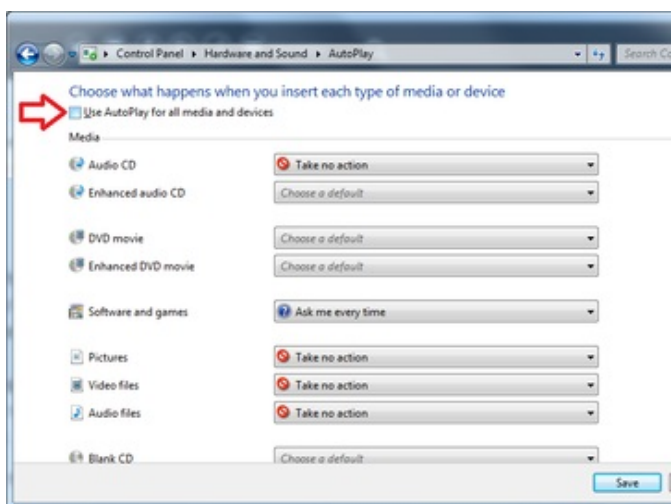 Control Panel ▸ Hardware and Sound ▸ AutoPlay Search Co
Choose what happens when you insert each type of media or device
Use AutoPlay for all media and devices
Media
Audio CD Take no action
Enhanced audio CD Choose a default
DVD movie Choose a default
Enhanced DVD movie Choose a default
Software and games Ask me every time
Pictures Take no action
Video files Take no action
Audio files Take no action
Blank CD Choose a default
Save